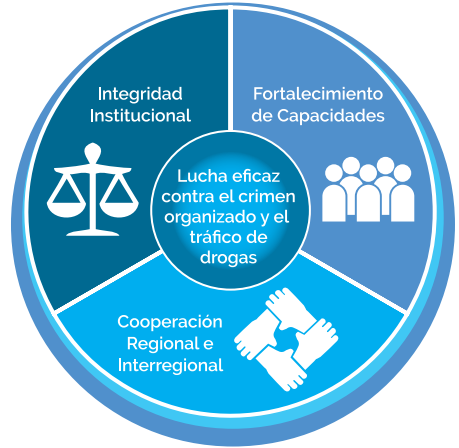 Integridad
Institucional
Fortalecimiento
de Capacidades
Lucha eficaz
contra el crimen
organizado y el
tráfico de
drogas
Cooperación
Regional e
Interregional